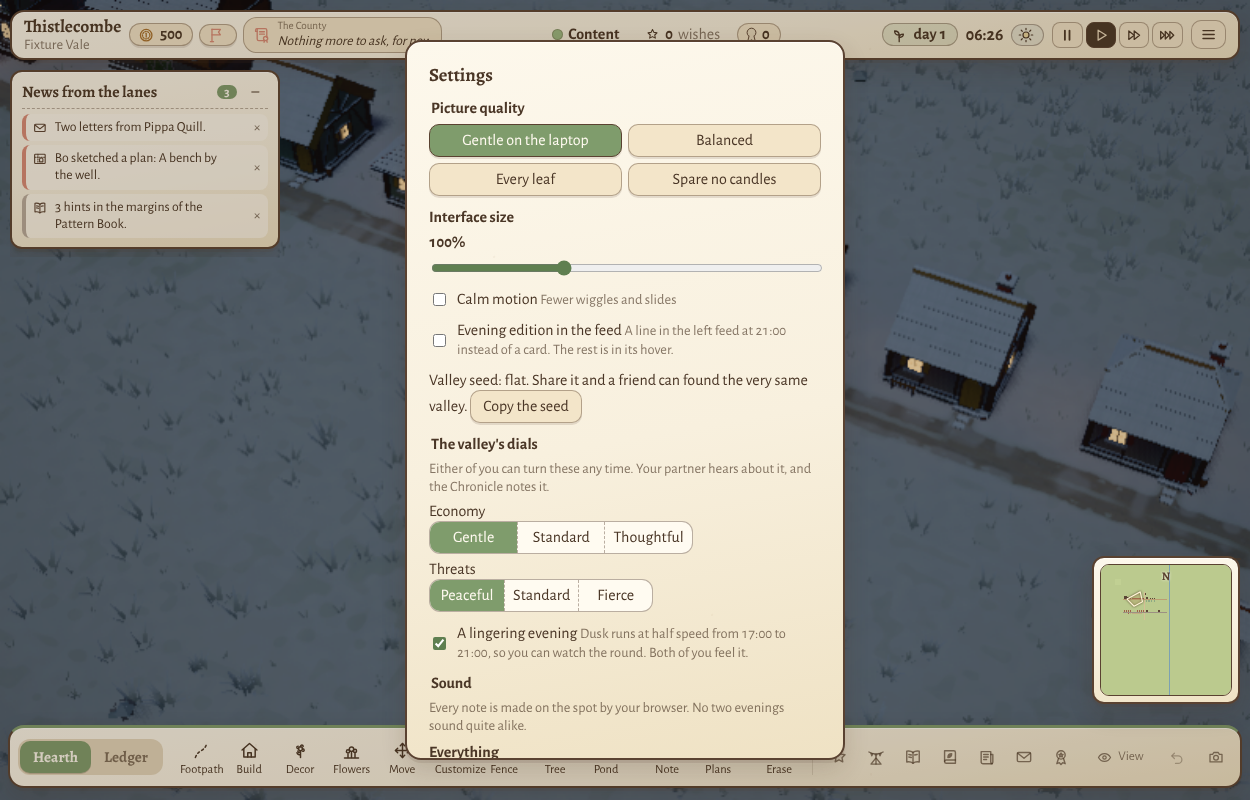 Thistlecombe
Fixture Vale
500
The County
Nothing more to ask, for
Content
0 wishes
0
day 1
06:26
News from the lanes
3
Two letters from Pippa Quill.
Bo sketched a plan: A bench by
the well.
3 hints in the margins of the
Pattern Book.
Settings
Picture quality
Gentle on the laptop
Balanced
Every leaf
Spare no candles
Interface size
100%
Calm motion Fewer wiggles and slides
Evening edition in the feed A line in the left feed at 21:00
instead of a card. The rest is in its hover.
Valley seed: flat. Share it and a friend can found the very same
valley. Copy the seed
The valley's dials
Either of you can turn these any time. Your partner hears about it, and
the Chronicle notes it.
Economy
Gentle Standard Thoughtful
Threats
Peaceful Standard Fierce
A lingering evening Dusk runs at half speed from 17:00 to
21:00, so you can watch the round. Both of you feel it.
Sound
Every note is made on the spot by your browser. No two evenings
sound quite alike.
Everything
N
Hearth Ledger
Footpath Build Decor Flowers Move Customize Fence Tree Pond Note Plans Erase
View